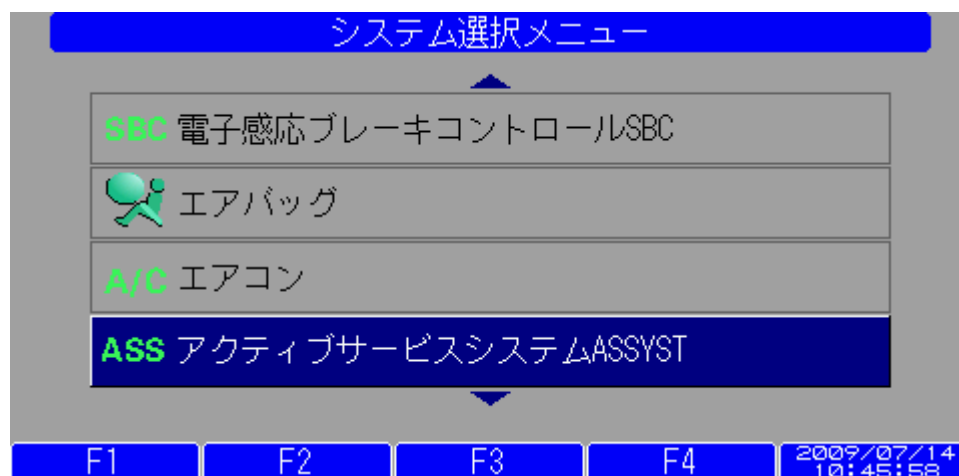 システム選択メニュー
SBC 電子感応ブレーキコントロールSBC
エアバッグ
A/C エアコン
ASS アクティブサービスシステムASSYST
F1 F2 F3 F4 2009/07/14
10:45:58